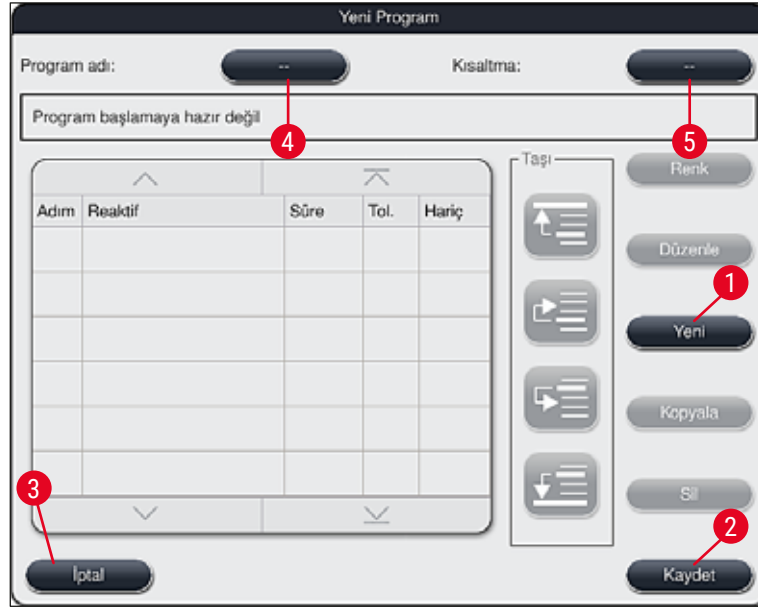 Yeni Program
Program adı: -- Kısaltma: --
4 5
Program başlamaya hazır değil
Taşı Renk
Adım Reaktif Süre Tol. Hariç
Düzenle
1
Yeni
Kopyala
3
Sil
2
İptal Kaydet